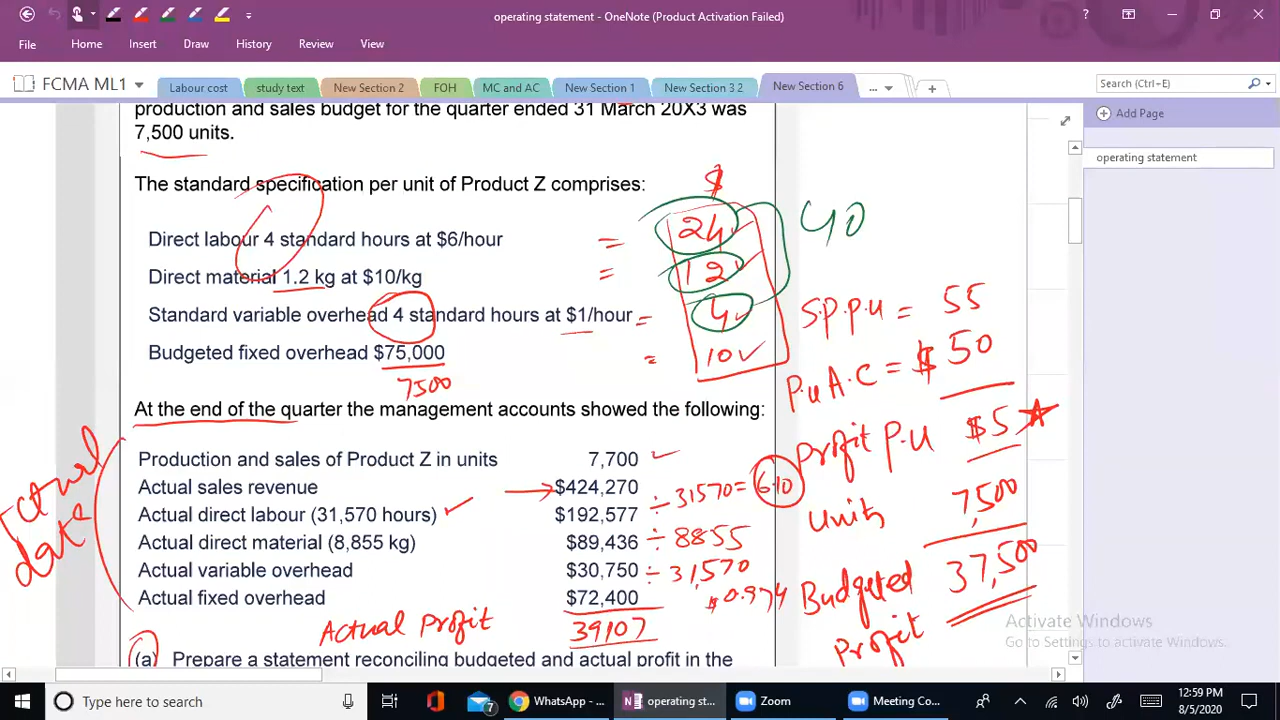 operating statement - OneNote (Product Activation Failed)
?
File Home Insert Draw History Review View
FCMA ML1
Labour cost study text New Section 2 FOH MC and AC New Section 1 New Section 3.2 New Section 6 ... +
Search (Ctrl+E)
Add Page
operating statement
production and sales budget for the quarter ended 31 March 20X3 was
7,500 units.
The standard specification per unit of Product Z comprises:
$
Direct labour 4 standard hours at $6/hour = 24
40
Direct material 1.2 kg at $10/kg = 12
Standard variable overhead 4 standard hours at $1/hour = 4
Budgeted fixed overhead $75,000 = 10
7500
S.P.P.U = 55
P.U A.C = $ 50
Profit P.U $5
Units 7,500
Budgeted Profit 37,500
At the end of the quarter the management accounts showed the following:
Actual data
Production and sales of Product Z in units 7,700
Actual sales revenue $424,270
Actual direct labour (31,570 hours) $192,577 ÷ 31570 = 6.10
Actual direct material (8,855 kg) $89,436 ÷ 8855
Actual variable overhead $30,750 ÷ 31,570
$0.974
Actual fixed overhead $72,400
Actual Profit 39107
(a) Prepare a statement reconciling budgeted and actual profit in the
Activate Windows
Go to Settings to activate Windows.
Type here to search
7
WhatsApp - ...
operating sta...
Zoom
Meeting Co...
12:59 PM
8/5/2020